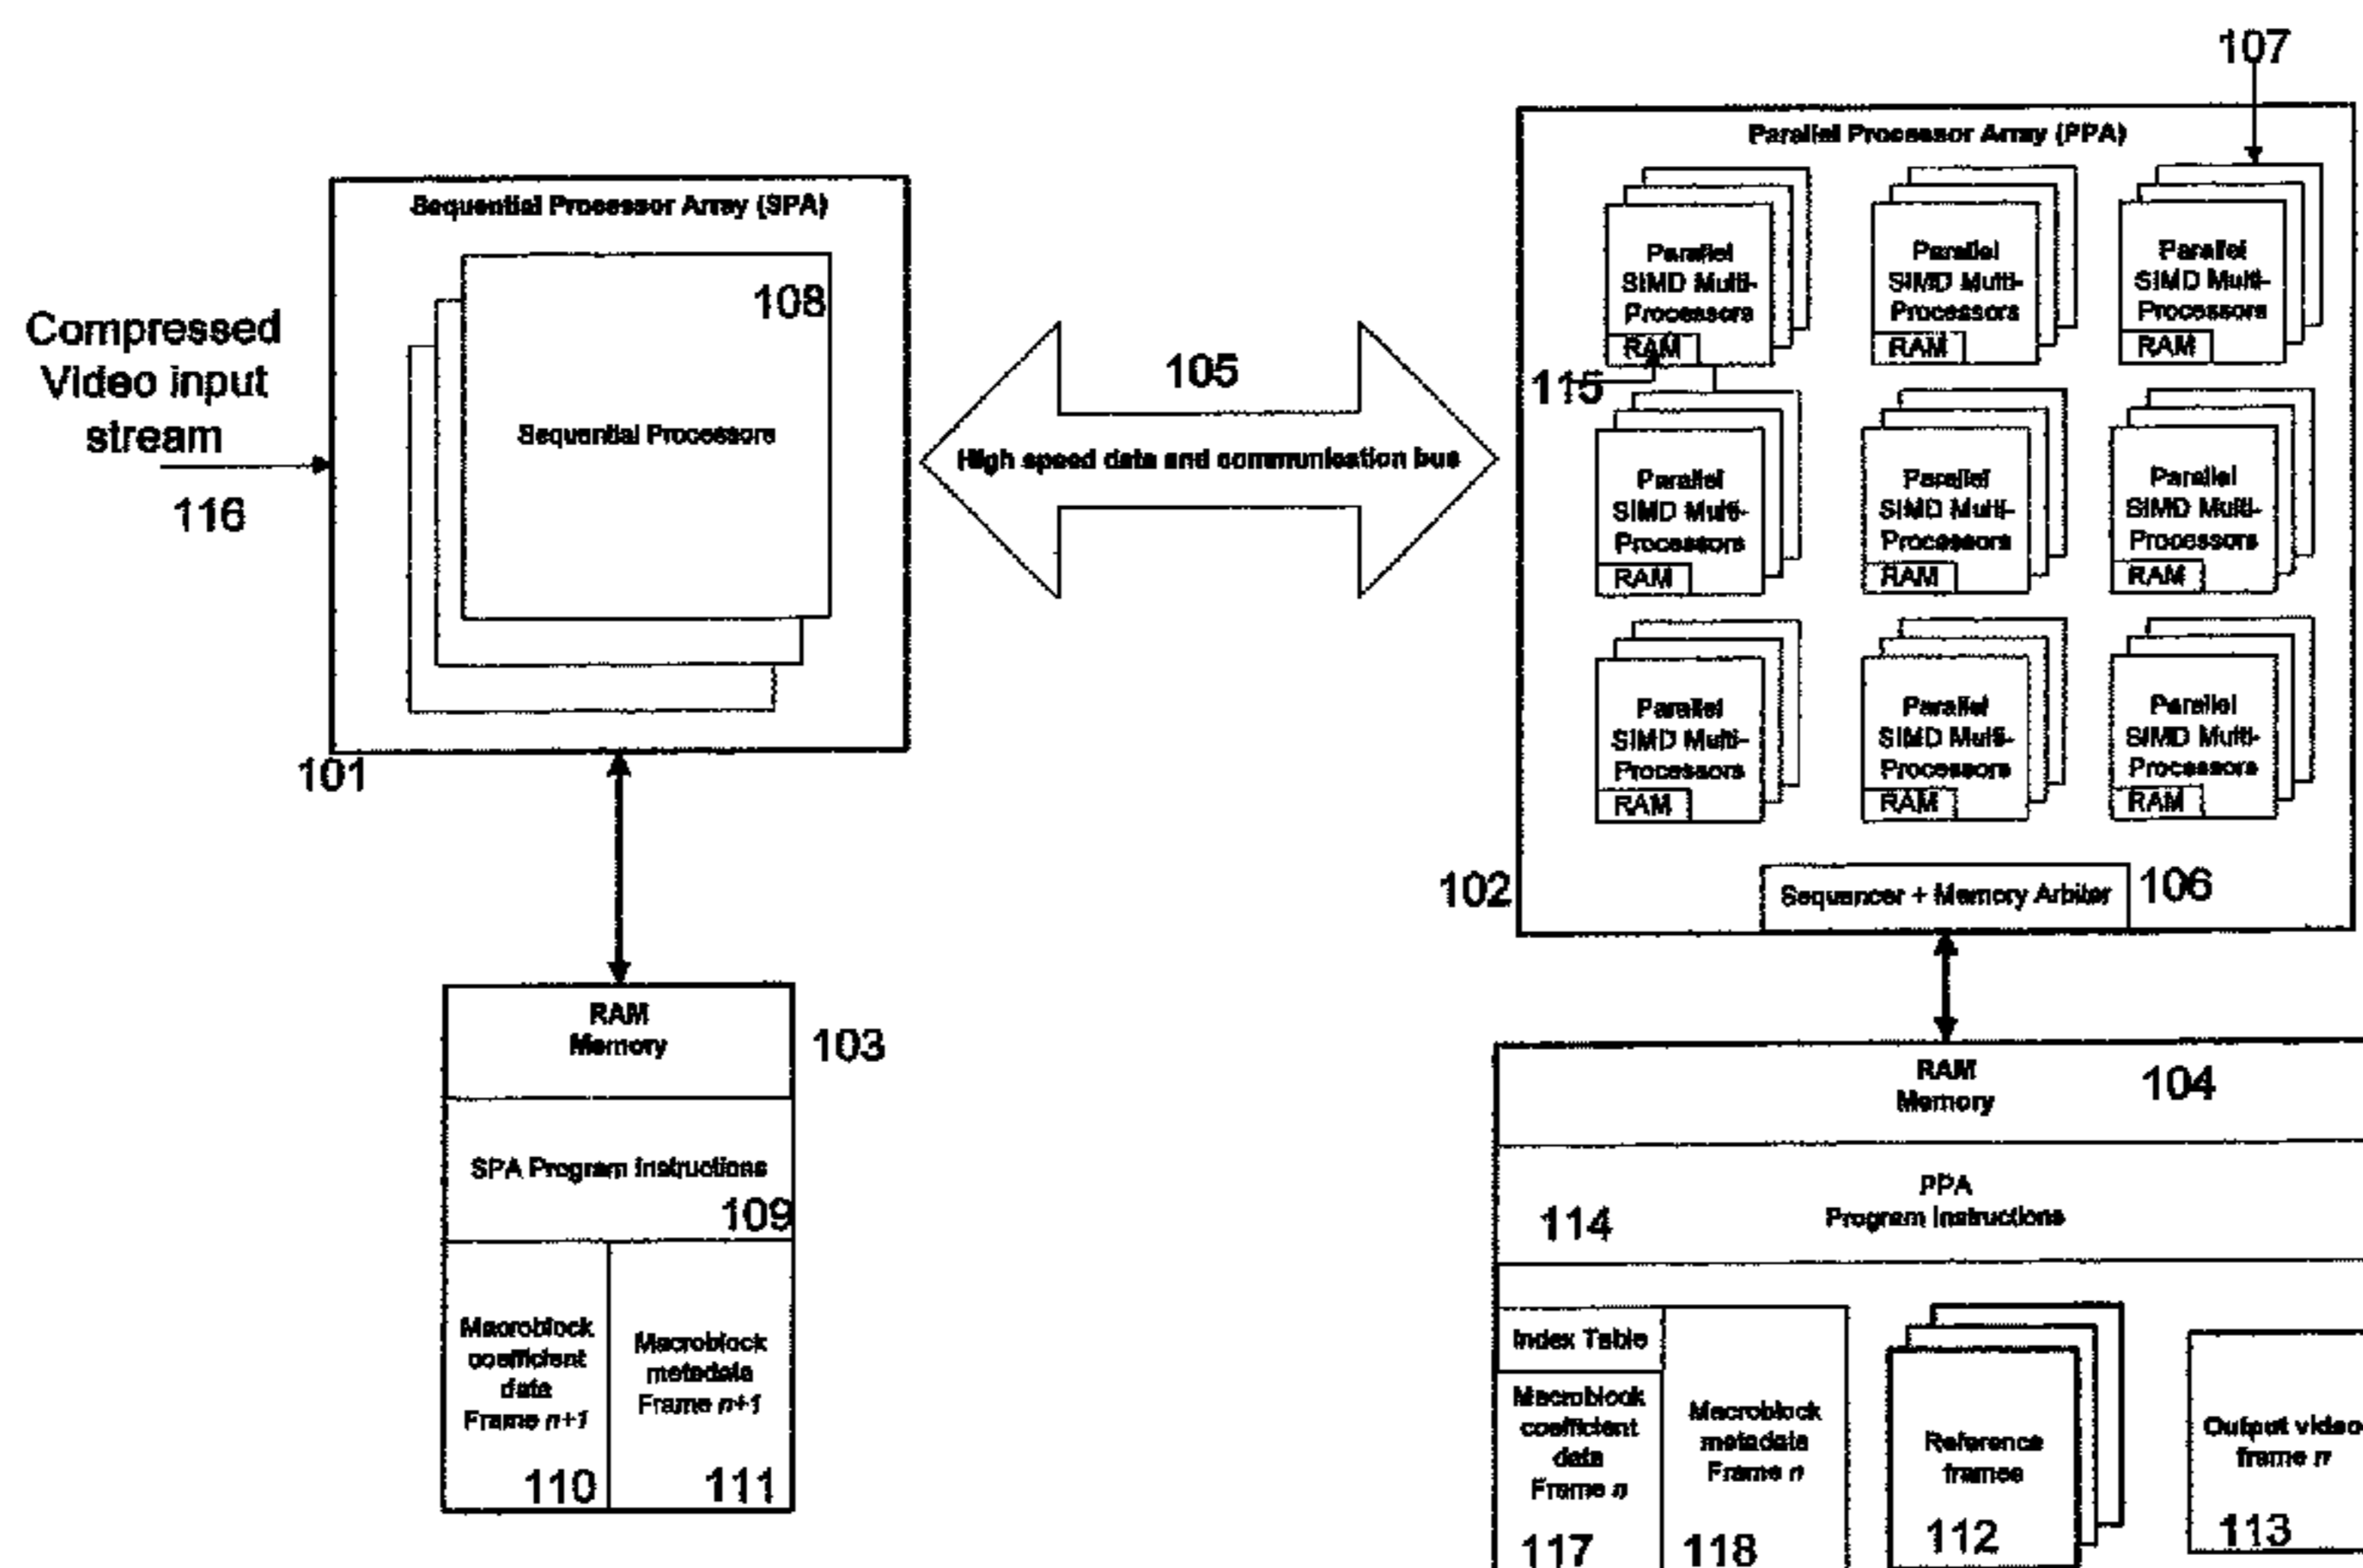 107
Parallel Processor Array (PPA)
Sequential Processor Array (SPA)
108
Sequential Processors
Compressed
Video input
stream
116
105
High speed data and communication bus
Parallel
SIMD Multi-
Processors
RAM
Parallel
SIMD Multi-
Processors
RAM
Parallel
SIMD Multi-
Processors
RAM
115
Parallel
SIMD Multi-
Processors
RAM
Parallel
SIMD Multi-
Processors
RAM
Parallel
SIMD Multi-
Processors
RAM
Parallel
SIMD Multi-
Processors
RAM
Parallel
SIMD Multi-
Processors
RAM
Parallel
SIMD Multi-
Processors
RAM
101
102
Sequencer + Memory Arbiter
106
RAM
Memory
103
SPA Program Instructions
109
Macroblock
coefficient
data
Frame n+1
110
Macroblock
metadata
Frame n+1
111
RAM
Memory
104
PPA
Program Instructions
114
Index Table
Macroblock
coefficient
data
Frame n
117
Macroblock
metadata
Frame n
118
Reference
frames
112
Output video
frame n
113